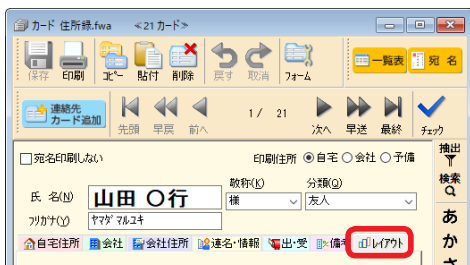 カード 住所録.fwa ≪21カード≫
保存 印刷 コピー 貼付 削除 戻す 取消 フォーム 一覧表 宛 名
連絡先
カード追加
先頭 早戻 前へ 1 / 21 次へ 早送 最終 チェック
宛名印刷しない 印刷住所 自宅 会社 予備
抽出
敬称(K) 分類(Q)
検索
氏 名(N) 山田 〇行 様 友人
フリガナ(Y) ヤマダ マルユキ
あ
自宅住所 会社 会社住所 連名・情報 出・受 備考 レイアウト
か
さ